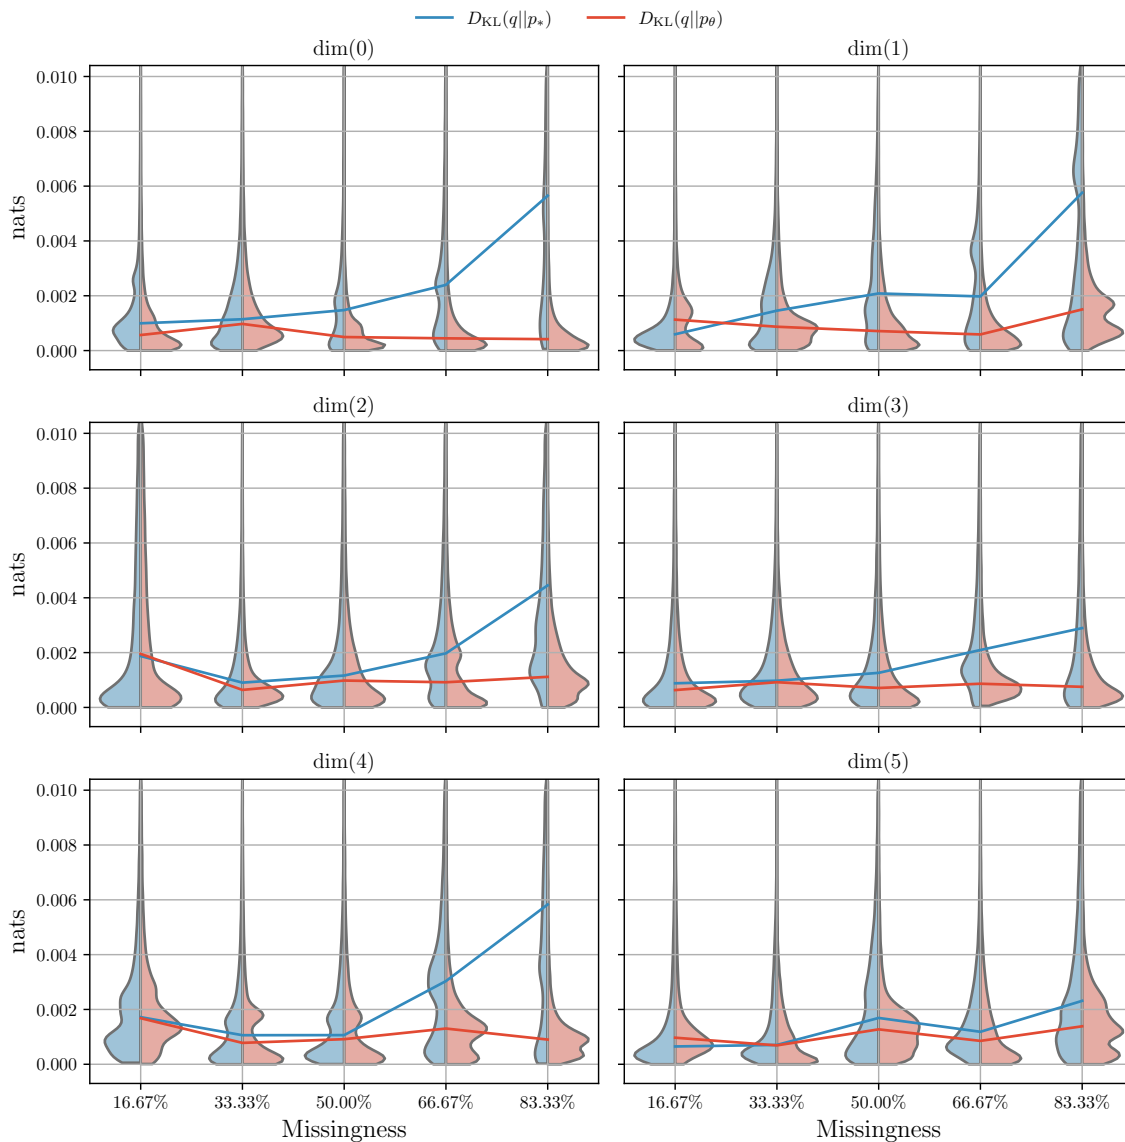 D_KL(q||p_*) D_KL(q||p_θ)
dim(0) dim(1)
0.010
0.008
0.006
nats
0.004
0.002
0.000
dim(2) dim(3)
0.010
0.008
0.006
nats
0.004
0.002
0.000
dim(4) dim(5)
0.010
0.008
0.006
nats
0.004
0.002
0.000
16.67% 33.33% 50.00% 66.67% 83.33% 16.67% 33.33% 50.00% 66.67% 83.33%
Missingness Missingness